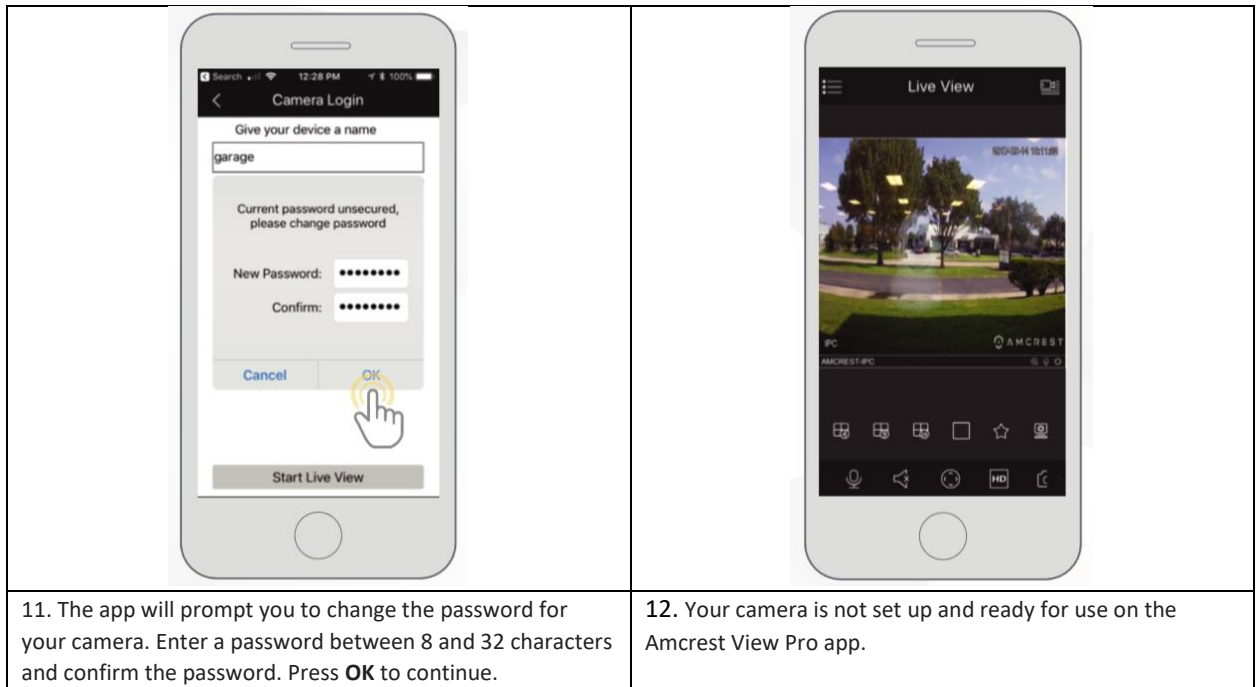 Search 12:28 PM 100%
Camera Login
Give your device a name
garage
Current password unsecured,
please change password
New Password: ••••••••
Confirm: ••••••••
Cancel OK
Start Live View
Live View
IPC
AMCREST
AMCREST-IPC
HD
11. The app will prompt you to change the password for
your camera. Enter a password between 8 and 32 characters
and confirm the password. Press OK to continue.
12. Your camera is not set up and ready for use on the
Amcrest View Pro app.